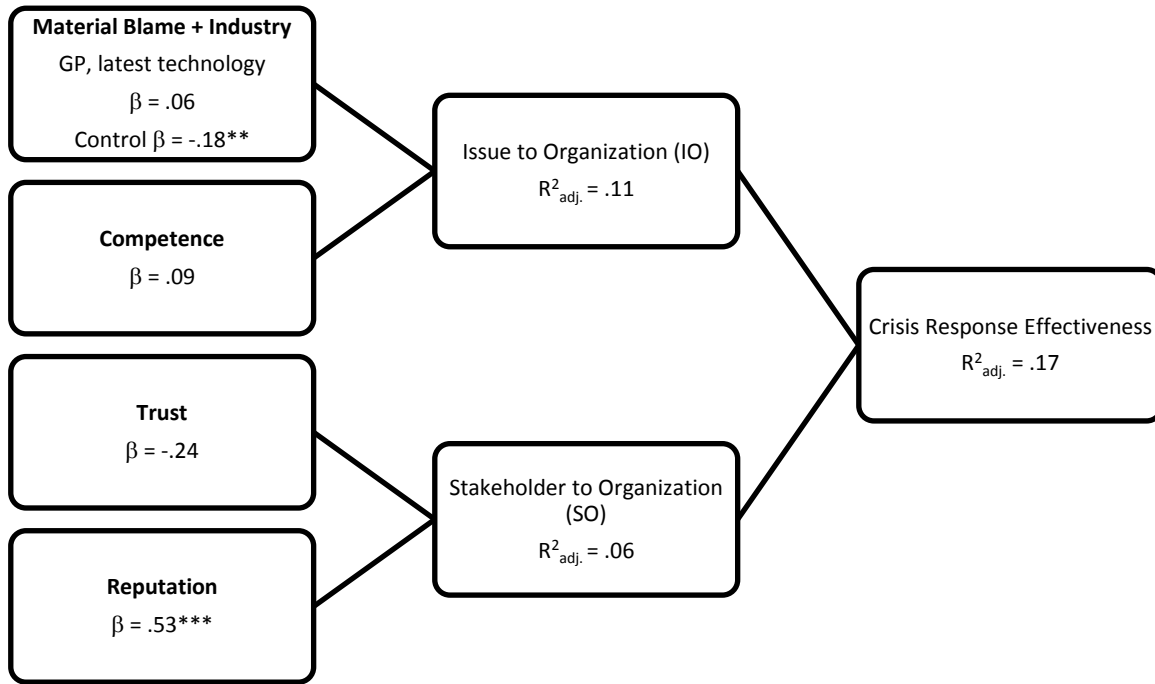 Material Blame + Industry
GP, latest technology
β = .06
Control β = -.18**
Competence
β = .09
Trust
β = -.24
Reputation
β = .53***
Issue to Organization (IO)
R²adj. = .11
Stakeholder to Organization
(SO)
R²adj. = .06
Crisis Response Effectiveness
R²adj. = .17